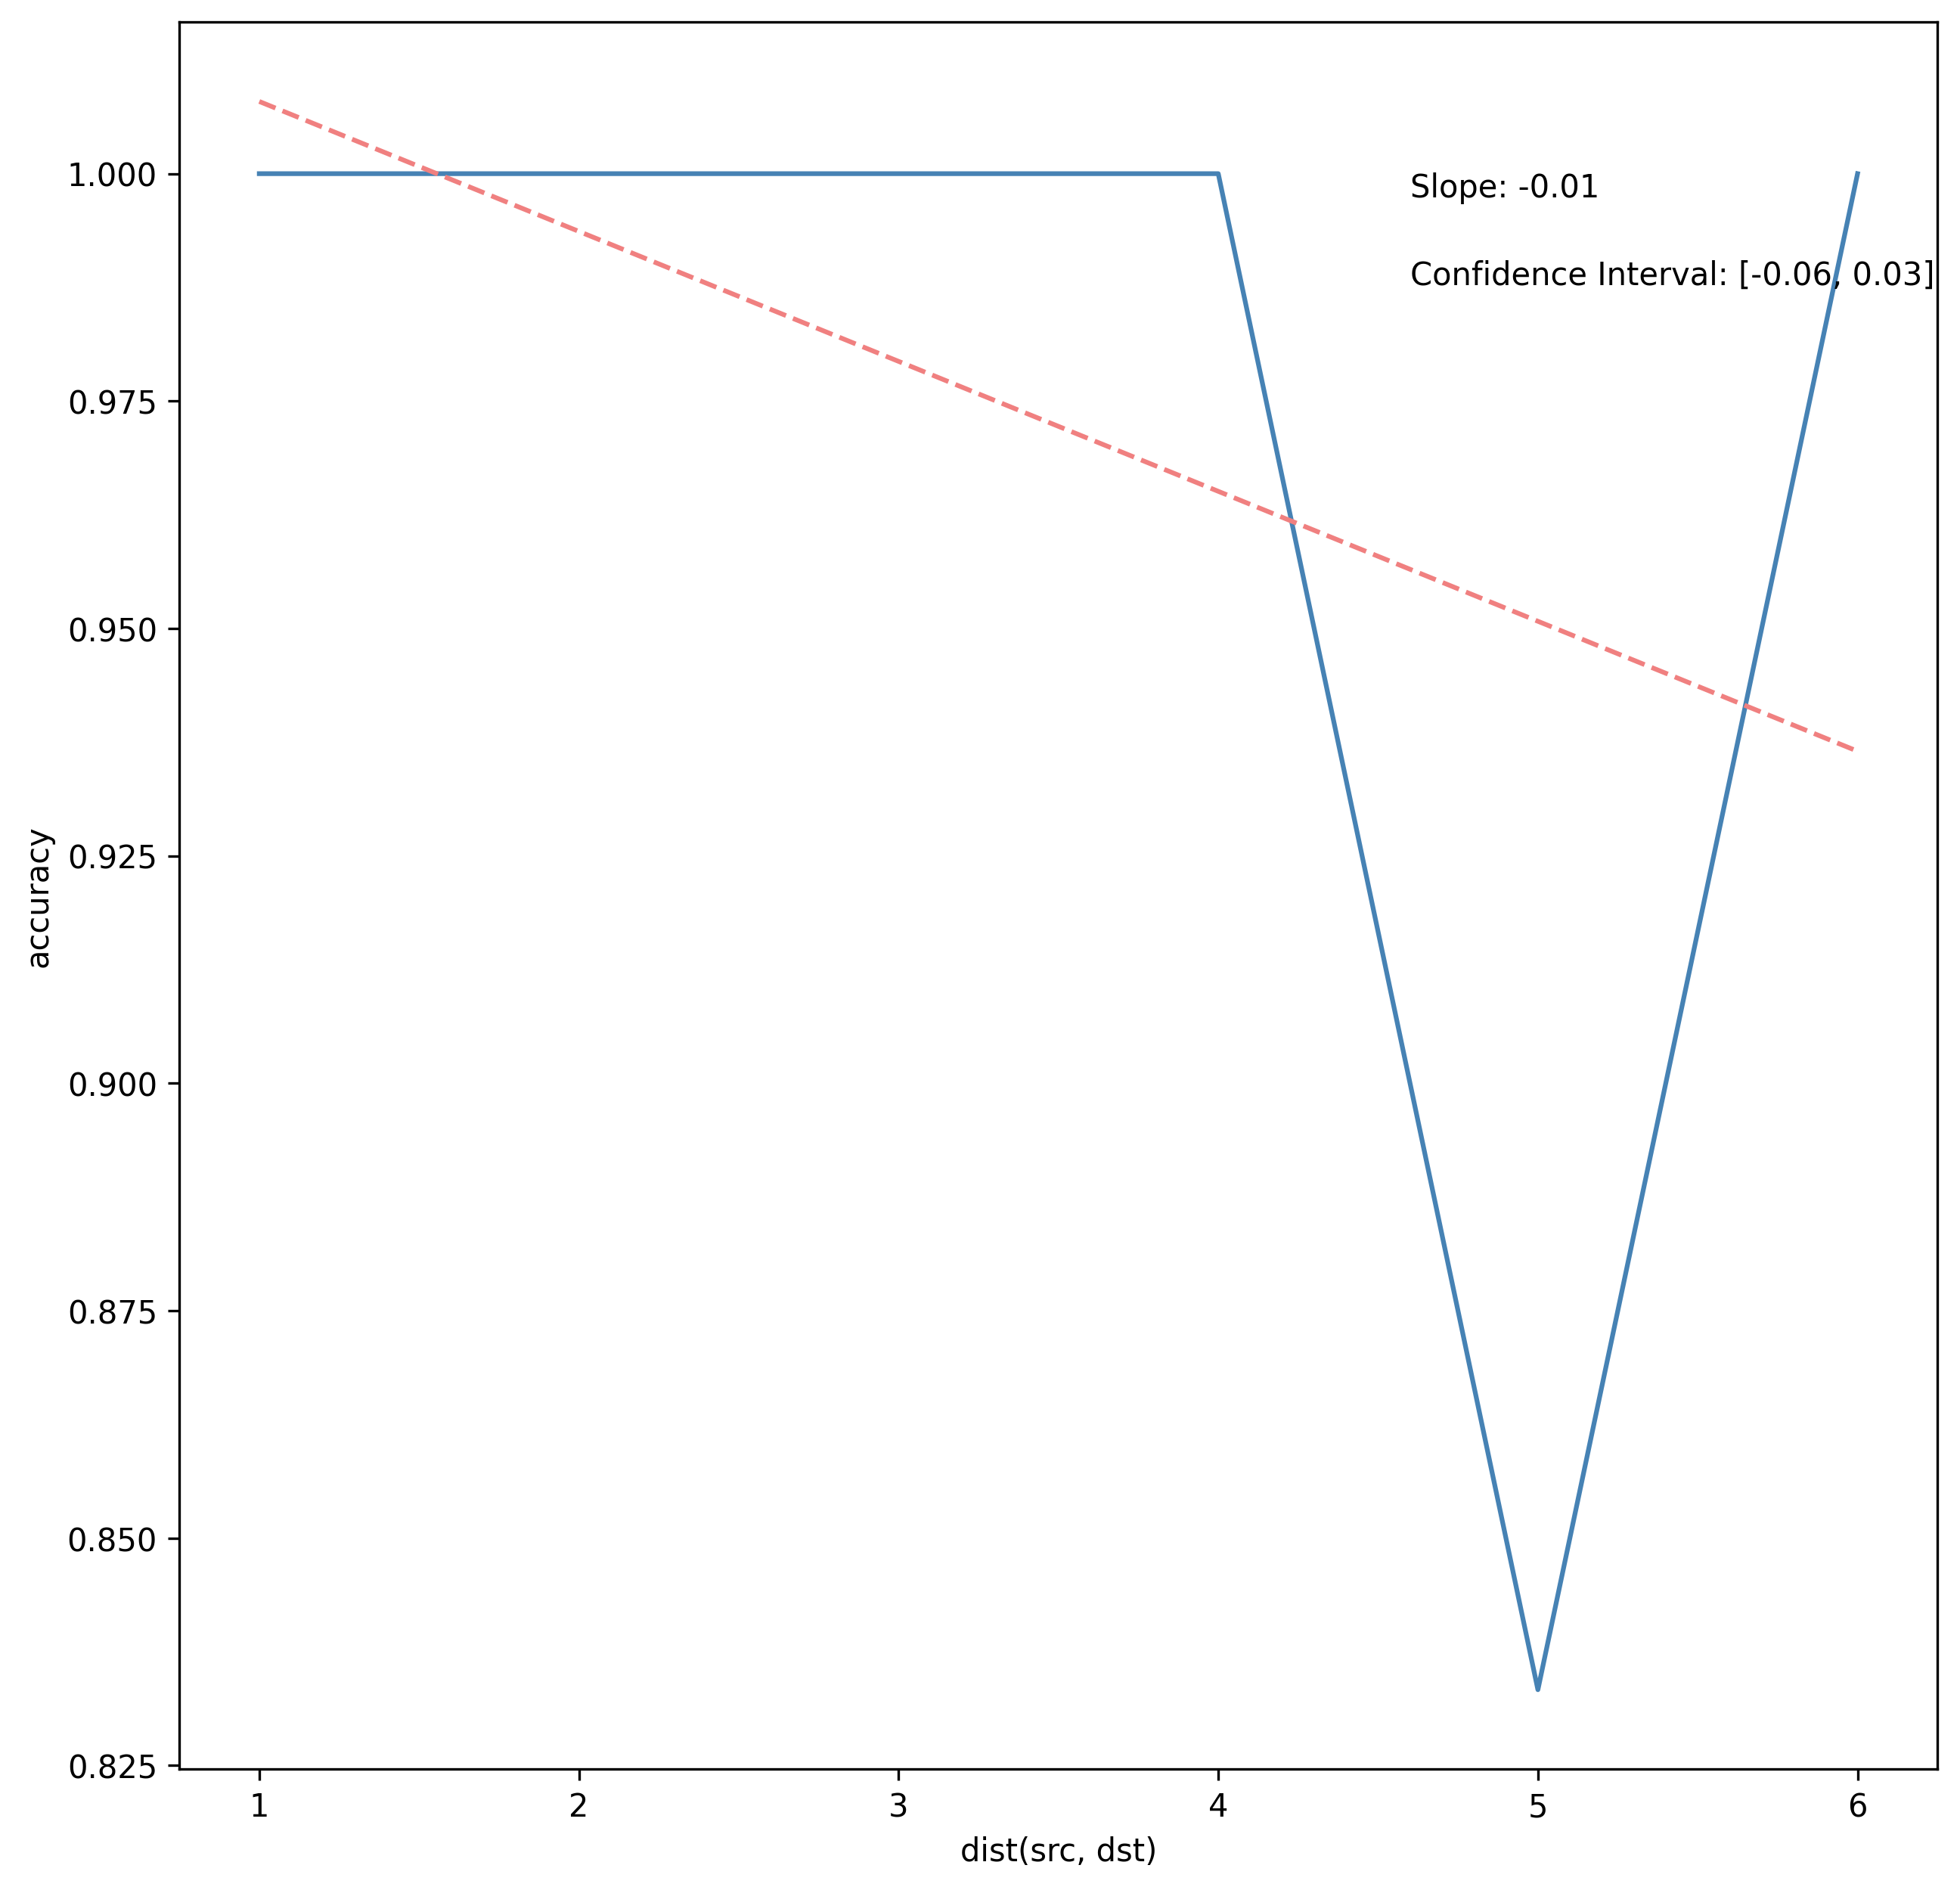 1.000
0.975
0.950
0.925
0.900
0.875
0.850
0.825
accuracy
Slope: -0.01
Confidence Interval: [-0.06, 0.03]
1 2 3 4 5 6
dist(src, dst)